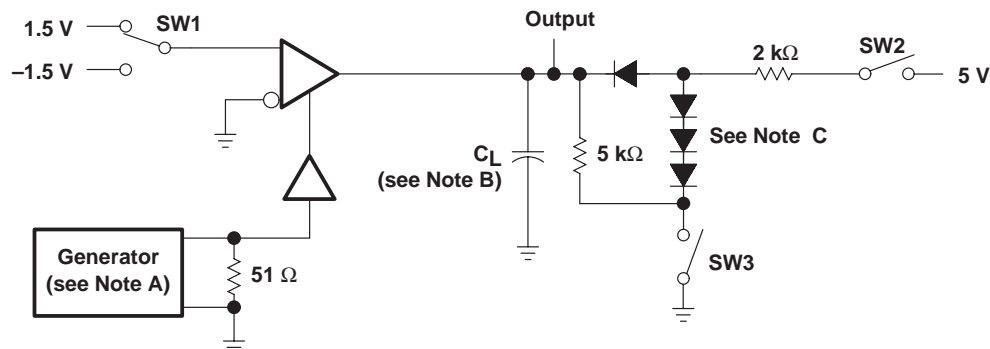 Output
1.5 V
SW1
2 kΩ
SW2
–1.5 V
5 V
CL
(see Note B)
5 kΩ
See Note C
Generator
(see Note A)
51 Ω
SW3